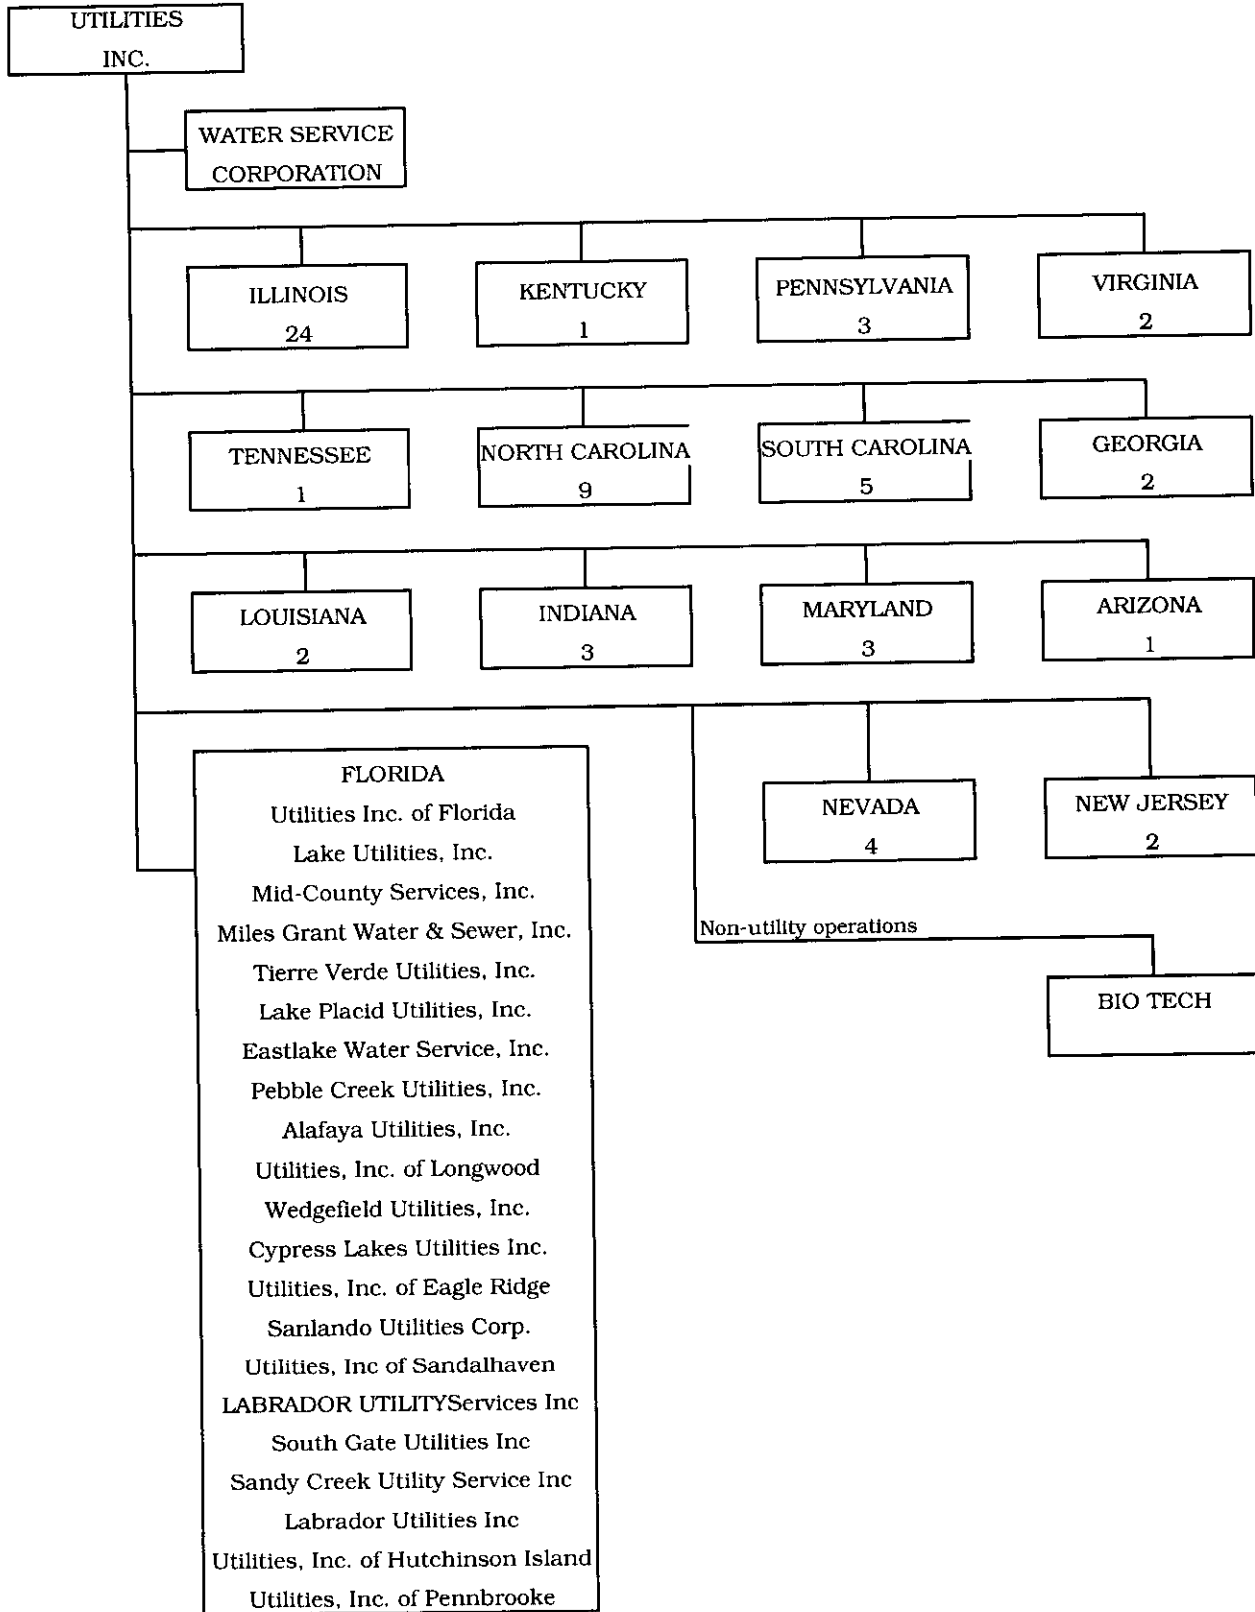 UTILITIES
INC.
WATER SERVICE
CORPORATION
ILLINOIS
24
KENTUCKY
1
PENNSYLVANIA
3
VIRGINIA
2
TENNESSEE
1
NORTH CAROLINA
9
SOUTH CAROLINA
5
GEORGIA
2
LOUISIANA
2
INDIANA
3
MARYLAND
3
ARIZONA
1
FLORIDA
Utilities Inc. of Florida
Lake Utilities, Inc.
Mid-County Services, Inc.
Miles Grant Water & Sewer, Inc.
Tierre Verde Utilities, Inc.
Lake Placid Utilities, Inc.
Eastlake Water Service, Inc.
Pebble Creek Utilities, Inc.
Alafaya Utilities, Inc.
Utilities, Inc. of Longwood
Wedgefield Utilities, Inc.
Cypress Lakes Utilities Inc.
Utilities, Inc. of Eagle Ridge
Sanlando Utilities Corp.
Utilities, Inc of Sandalhaven
LABRADOR UTILITYServices Inc
South Gate Utilities Inc
Sandy Creek Utility Service Inc
Labrador Utilities Inc
Utilities, Inc. of Hutchinson Island
Utilities, Inc. of Pennbrooke
NEVADA
4
NEW JERSEY
2
Non-utility operations
BIO TECH